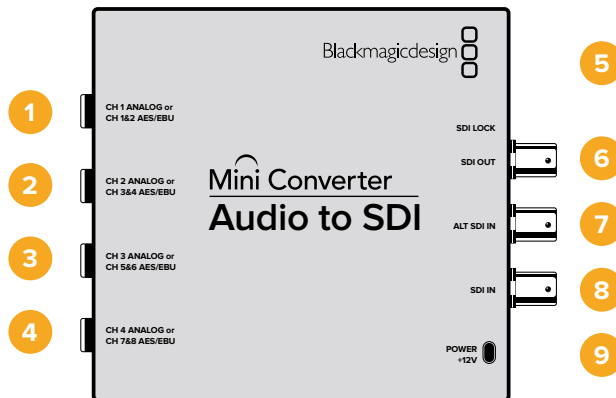 Blackmagicdesign
1
CH 1 ANALOG or
CH 1&2 AES/EBU
2
CH 2 ANALOG or
CH 3&4 AES/EBU
3
CH 3 ANALOG or
CH 5&6 AES/EBU
4
CH 4 ANALOG or
CH 7&8 AES/EBU
Mini Converter
Audio to SDI
5
SDI LOCK
SDI OUT
6
ALT SDI IN
7
SDI IN
8
POWER
+12V
9